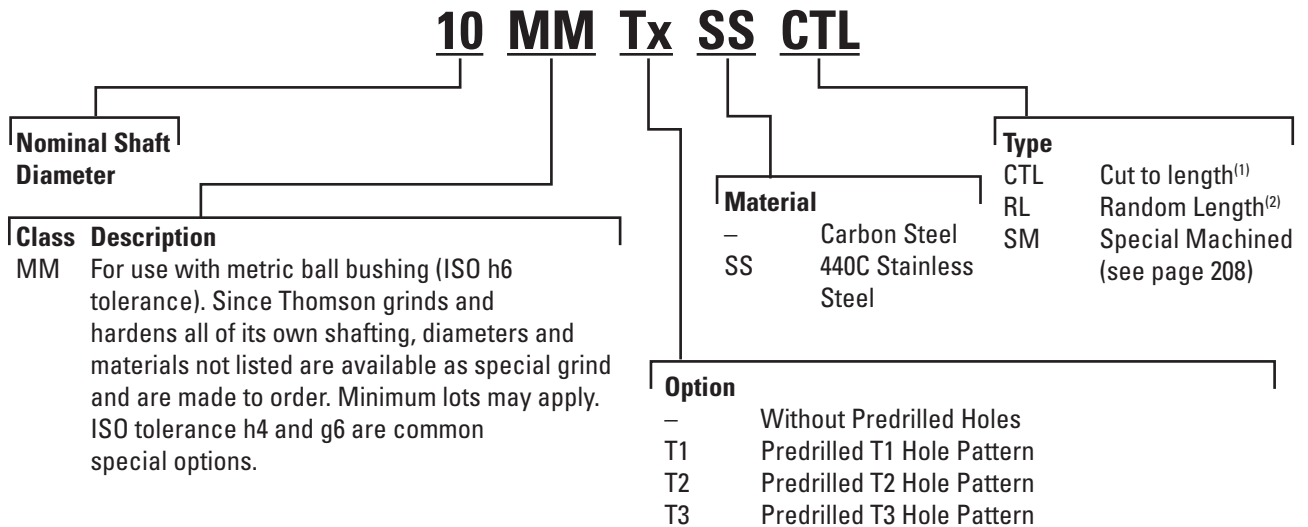 10 MM Tx SS CTL
Nominal Shaft
Diameter
Class Description
MM For use with metric ball bushing (ISO h6
tolerance). Since Thomson grinds and
hardens all of its own shafting, diameters and
materials not listed are available as special grind
and are made to order. Minimum lots may apply.
ISO tolerance h4 and g6 are common
special options.
Material
– Carbon Steel
SS 440C Stainless
Steel
Type
CTL Cut to length(1)
RL Random Length(2)
SM Special Machined
(see page 208)
Option
– Without Predrilled Holes
T1 Predrilled T1 Hole Pattern
T2 Predrilled T2 Hole Pattern
T3 Predrilled T3 Hole Pattern